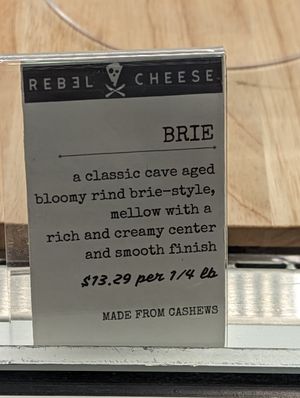 REBƎL CHEESE
BRIE
a classic cave aged
bloomy rind brie-style,
mellow with a
rich and creamy center
and smooth finish
$13.29 per 1/4 lb
MADE FROM CASHEWS